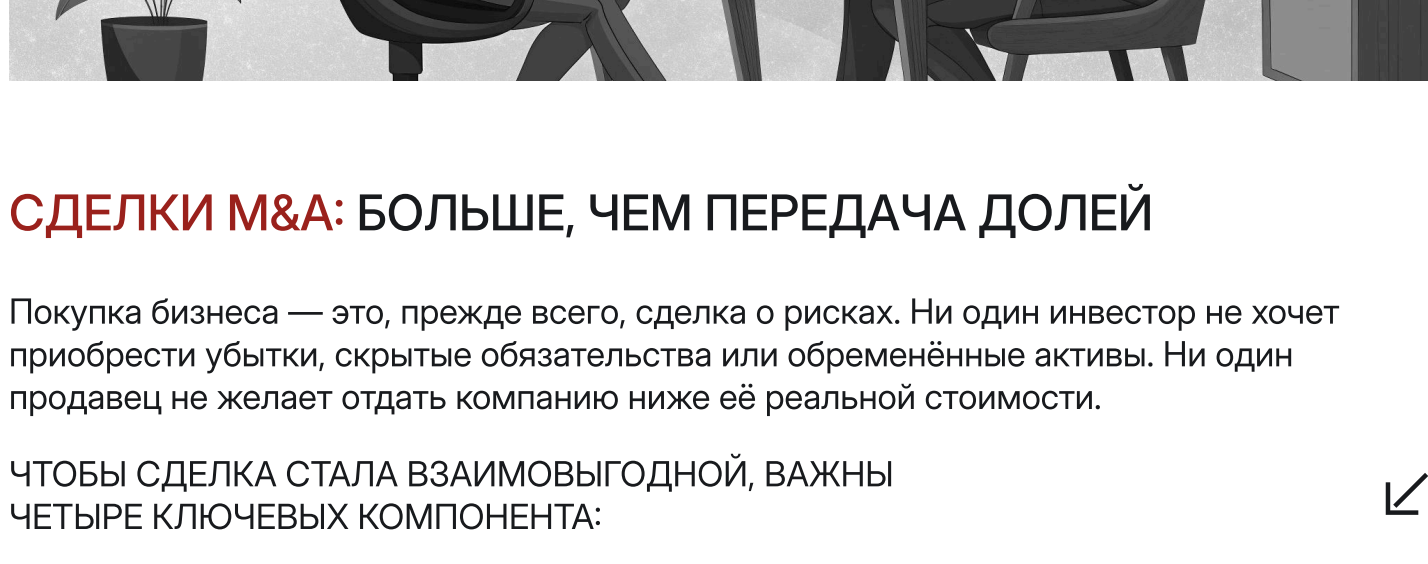 СДЕЛКИ M&A: БОЛЬШЕ, ЧЕМ ПЕРЕДАЧА ДОЛЕЙ
Покупка бизнеса — это, прежде всего, сделка о рисках. Ни один инвестор не хочет
приобрести убытки, скрытые обязательства или обременённые активы. Ни один
продавец не желает отдать компанию ниже её реальной стоимости.
ЧТОБЫ СДЕЛКА СТАЛА ВЗАИМОВЫГОДНОЙ, ВАЖНЫ
ЧЕТЫРЕ КЛЮЧЕВЫХ КОМПОНЕНТА: